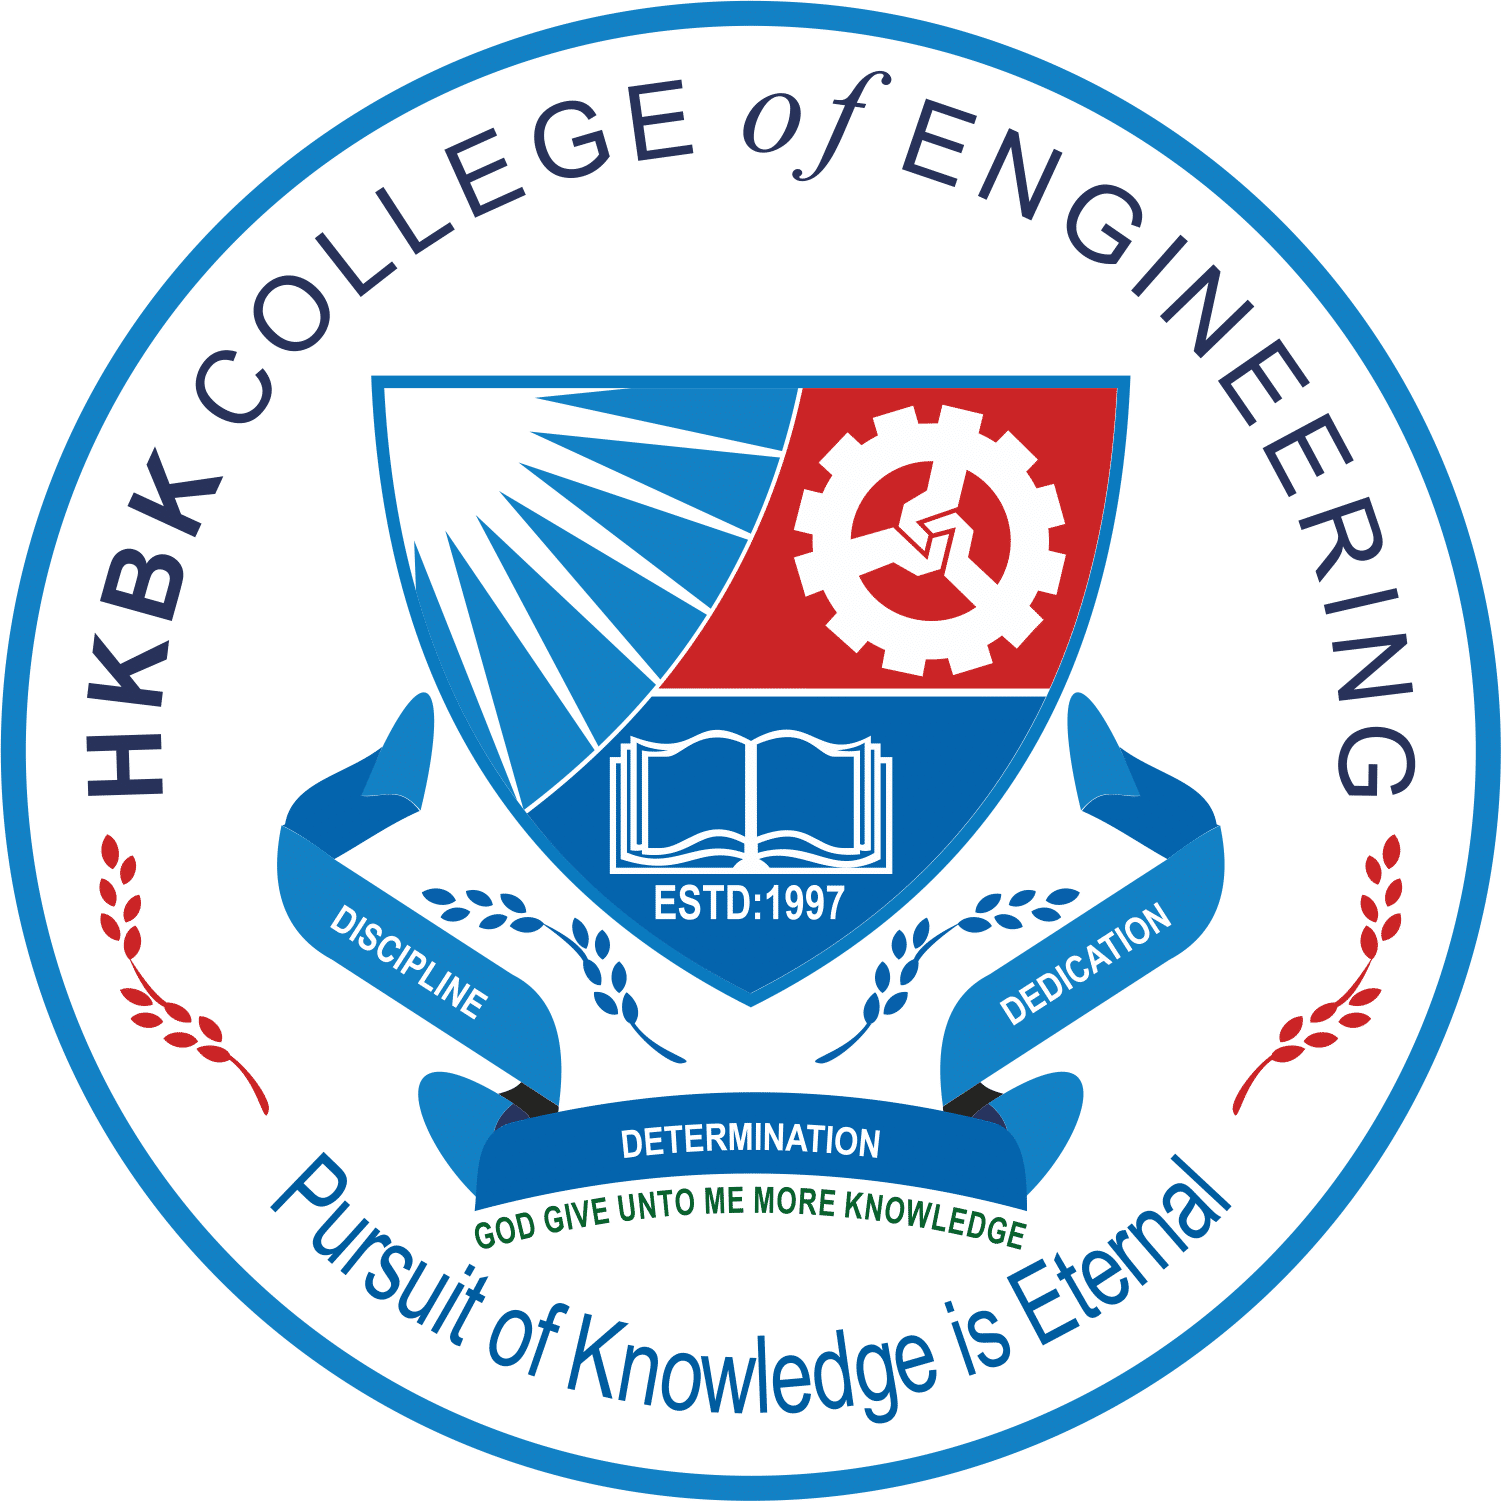 HKBK COLLEGE of ENGINEERING
ESTD:1997
DISCIPLINE
DEDICATION
DETERMINATION
GOD GIVE UNTO ME MORE KNOWLEDGE
Pursuit of Knowledge is Eternal